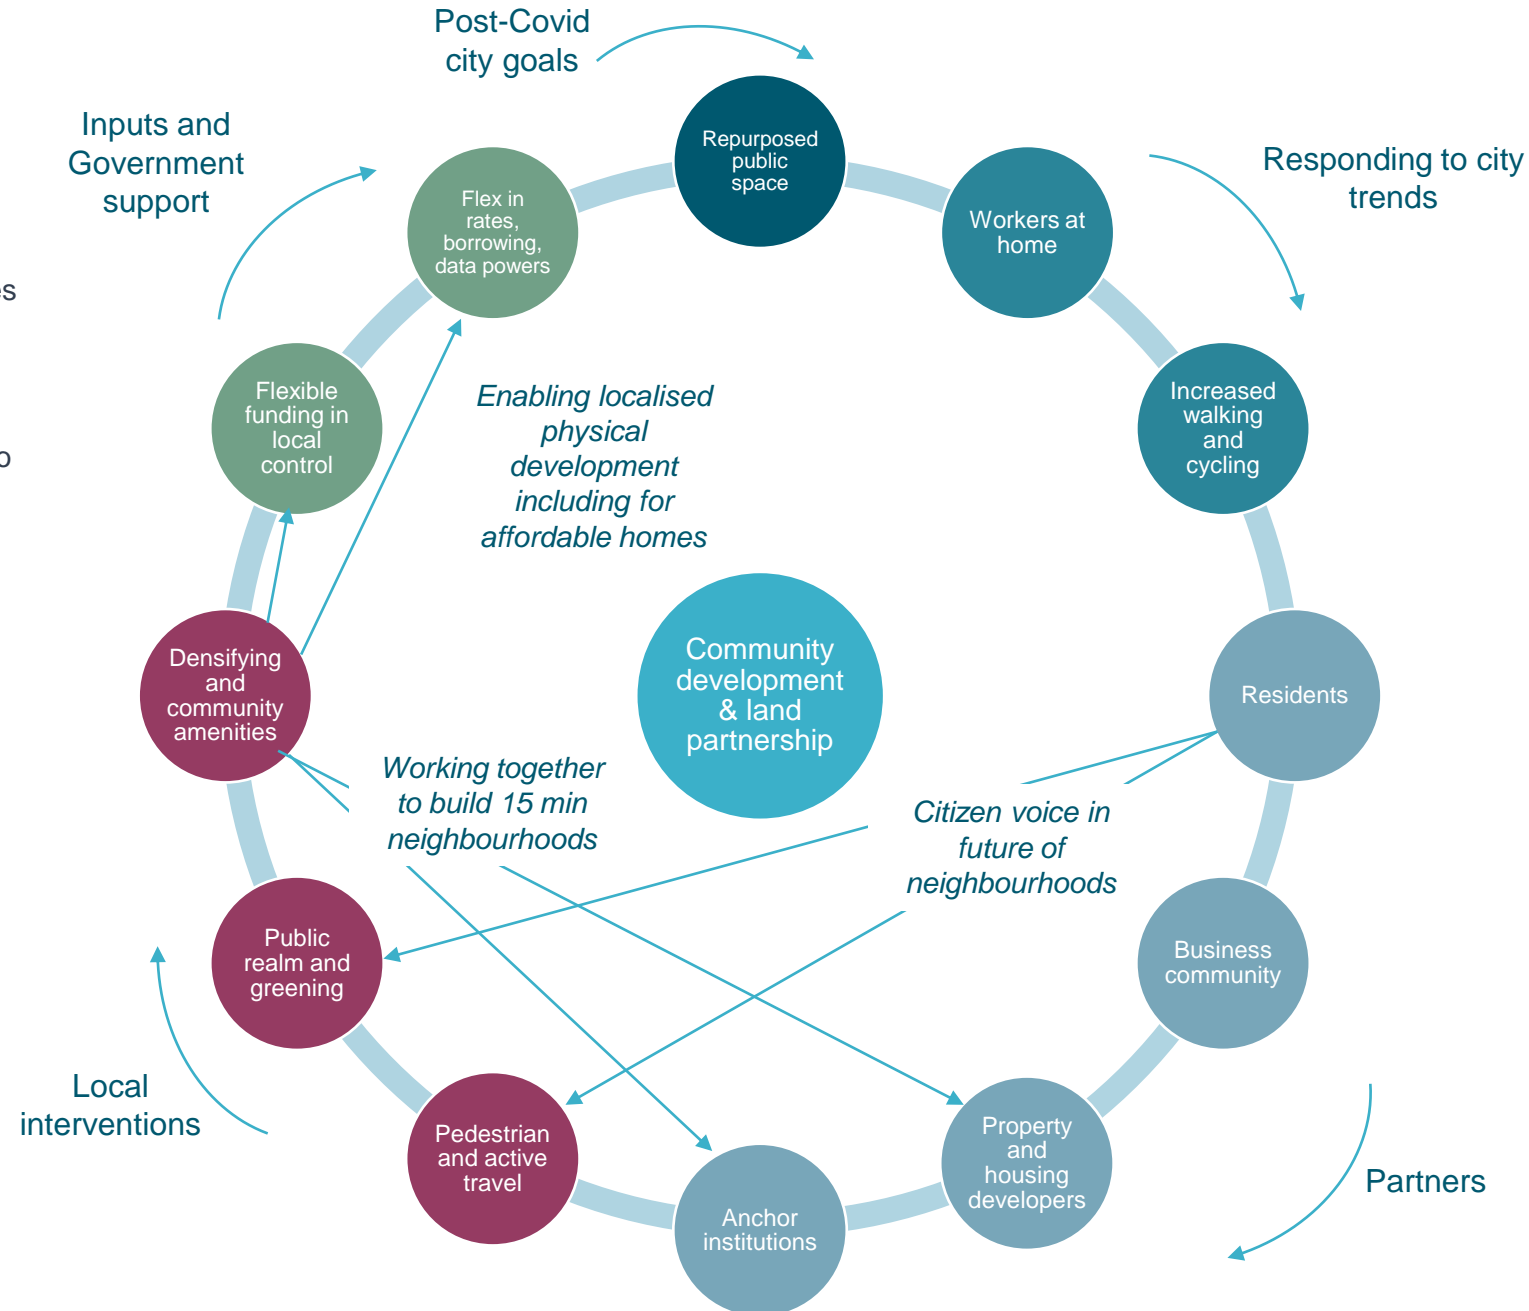 Post-Covid
city goals
Inputs and
Government
support
Repurposed
public
space
Responding to city
trends
Flex in
rates,
borrowing,
data powers
Workers at
home
es
Flexible
funding in
local
control
Enabling localised
physical
development
including for
affordable homes
Increased
walking
and
cycling
o
Densifying
and
community
amenities
Community
development
& land
partnership
Residents
Working together
to build 15 min
neighbourhoods
Citizen voice in
future of
neighbourhoods
Public
realm and
greening
Business
community
Local
interventions
Pedestrian
and active
travel
Property
and
housing
developers
Partners
Anchor
institutions